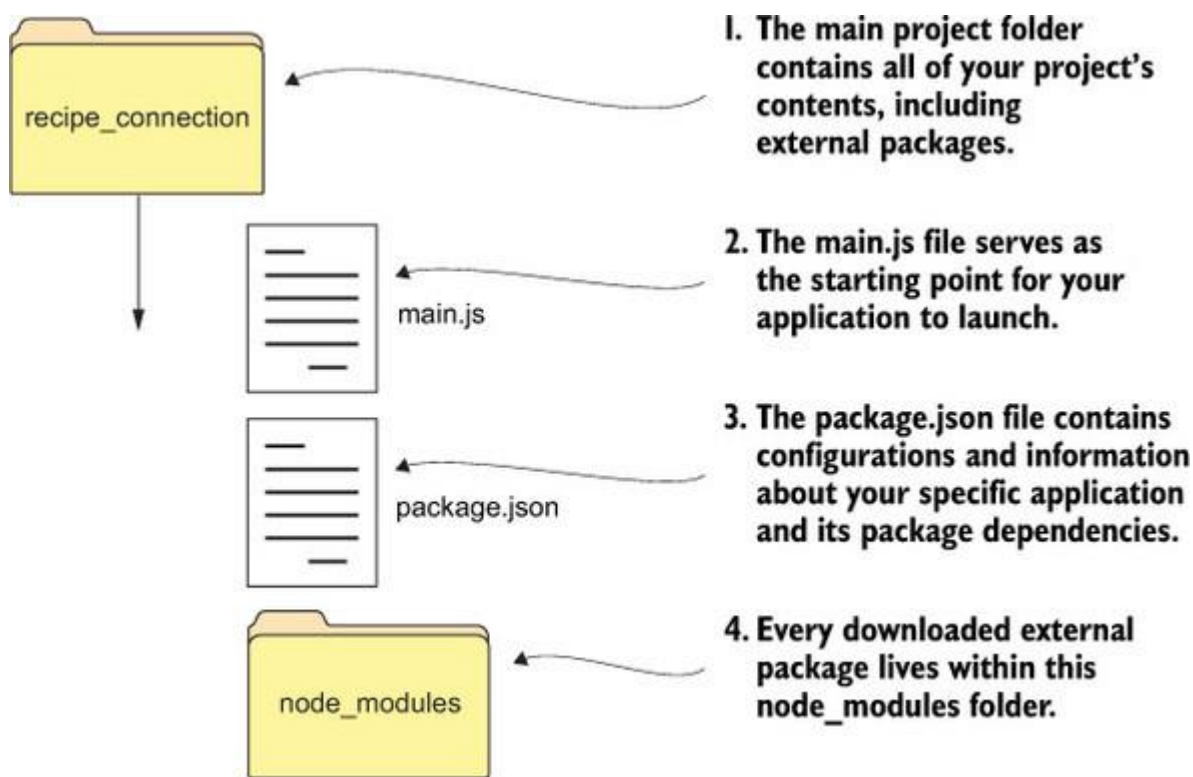 recipe_connection
1. The main project folder
contains all of your project's
contents, including
external packages.
main.js
2. The main.js file serves as
the starting point for your
application to launch.
package.json
3. The package.json file contains
configurations and information
about your specific application
and its package dependencies.
node_modules
4. Every downloaded external
package lives within this
node_modules folder.